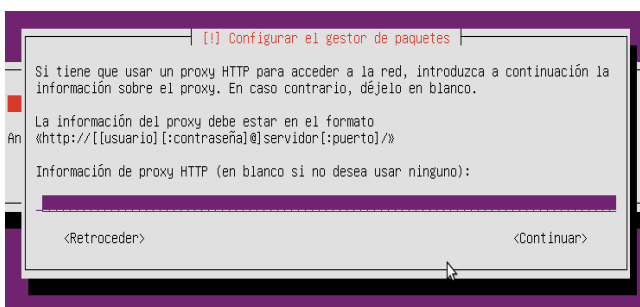 [!] Configurar el gestor de paquetes
Si tiene que usar un proxy HTTP para acceder a la red, introduzca a continuación la
información sobre el proxy. En caso contrario, déjelo en blanco.
La información del proxy debe estar en el formato
An
«http://[[usuario][:contraseña]@]servidor[:puerto]/»
Información de proxy HTTP (en blanco si no desea usar ninguno):
<Retroceder> <Continuar>